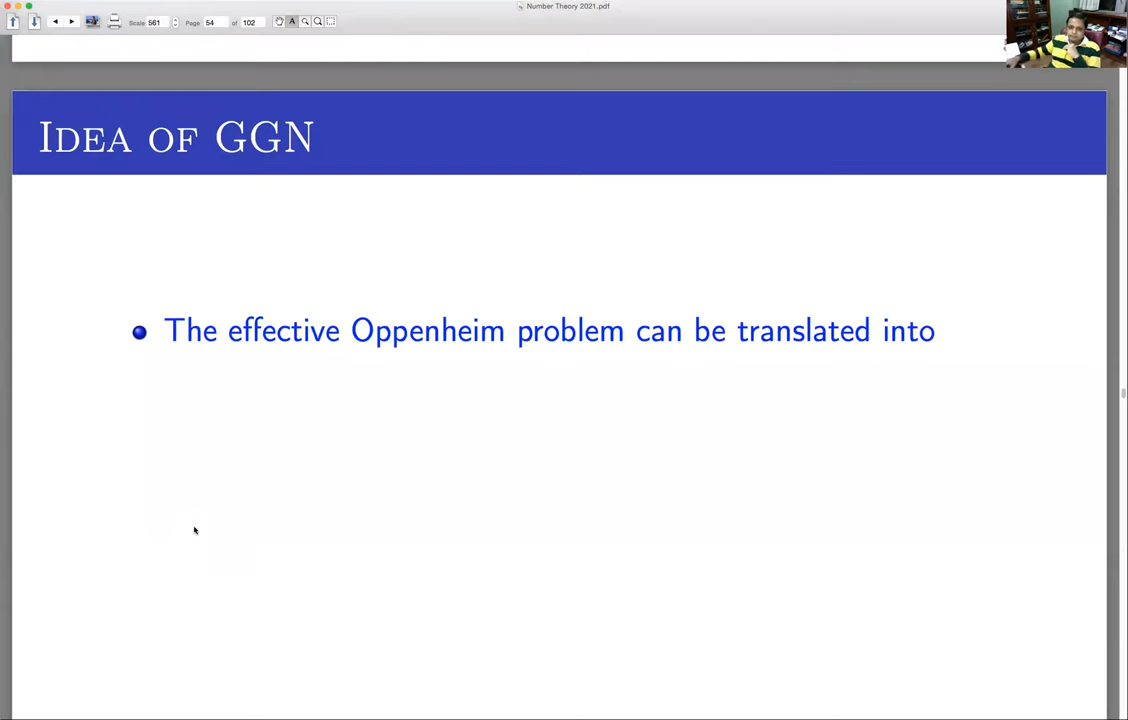 Number Theory 2021.pdf
Scale 561 Page 54 of 102
IDEA OF GGN
The effective Oppenheim problem can be translated into